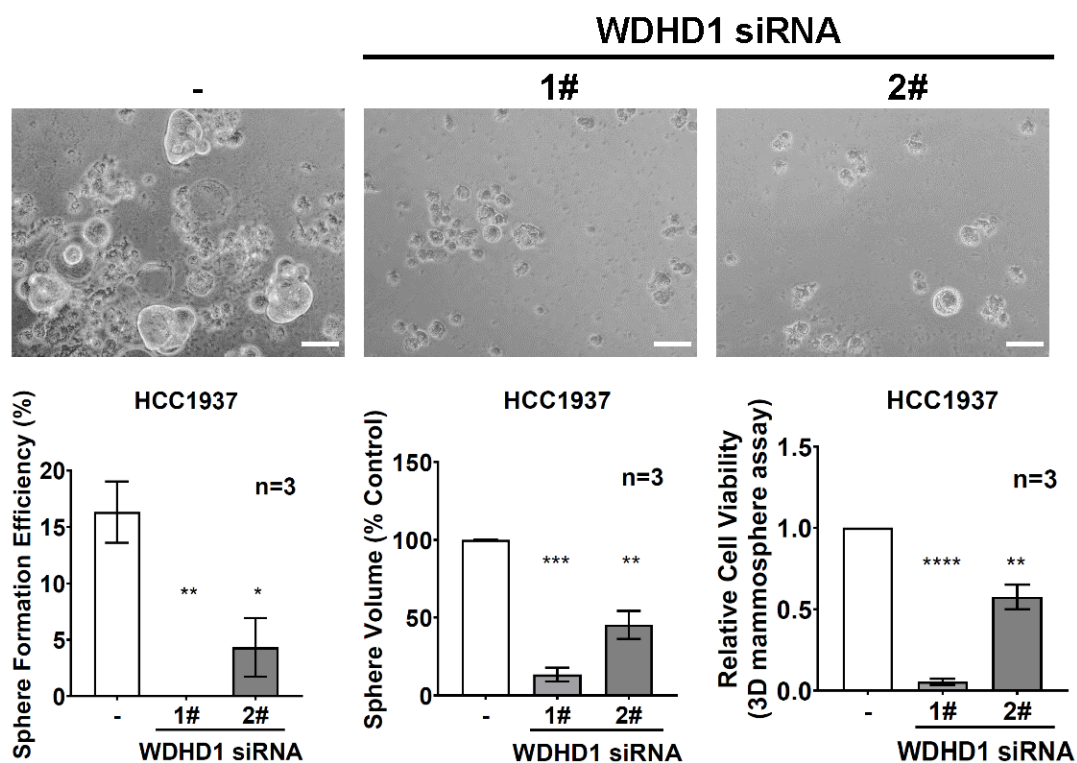 WDHD1 siRNA
-
1#
2#
HCC1937
Sphere Formation Efficiency (%)
20
15
10
5
0
n=3
**
*
-
1#
2#
WDHD1 siRNA
HCC1937
Sphere Volume (% Control)
150
100
50
0
n=3
***
**
-
1#
2#
WDHD1 siRNA
HCC1937
Relative Cell Viability
(3D mammosphere assay)
1.5
1.0
0.5
0.0
n=3
****
**
-
1#
2#
WDHD1 siRNA